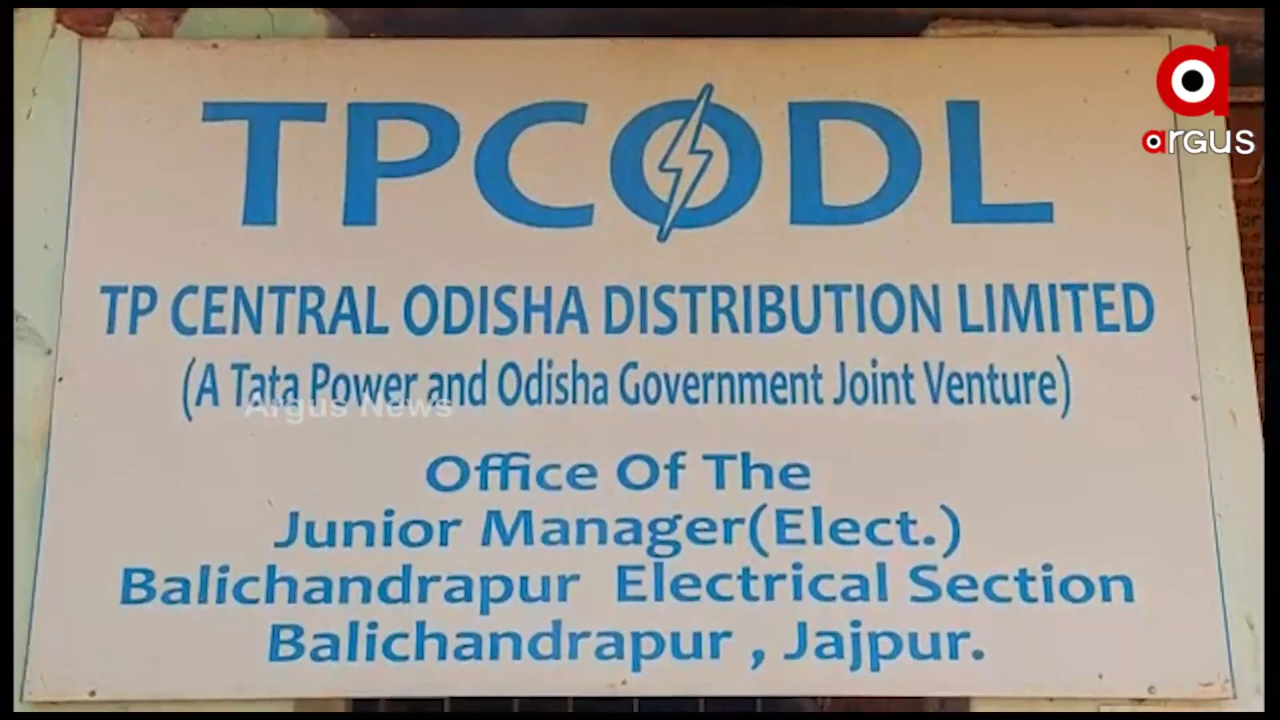 TPCODL
argus
TP CENTRAL ODISHA DISTRIBUTION LIMITED
(A Tata Power and Odisha Government Joint Venture)
Argus News
Office Of The
Junior Manager(Elect.)
Balichandrapur Electrical Section
Balichandrapur , Jajpur.